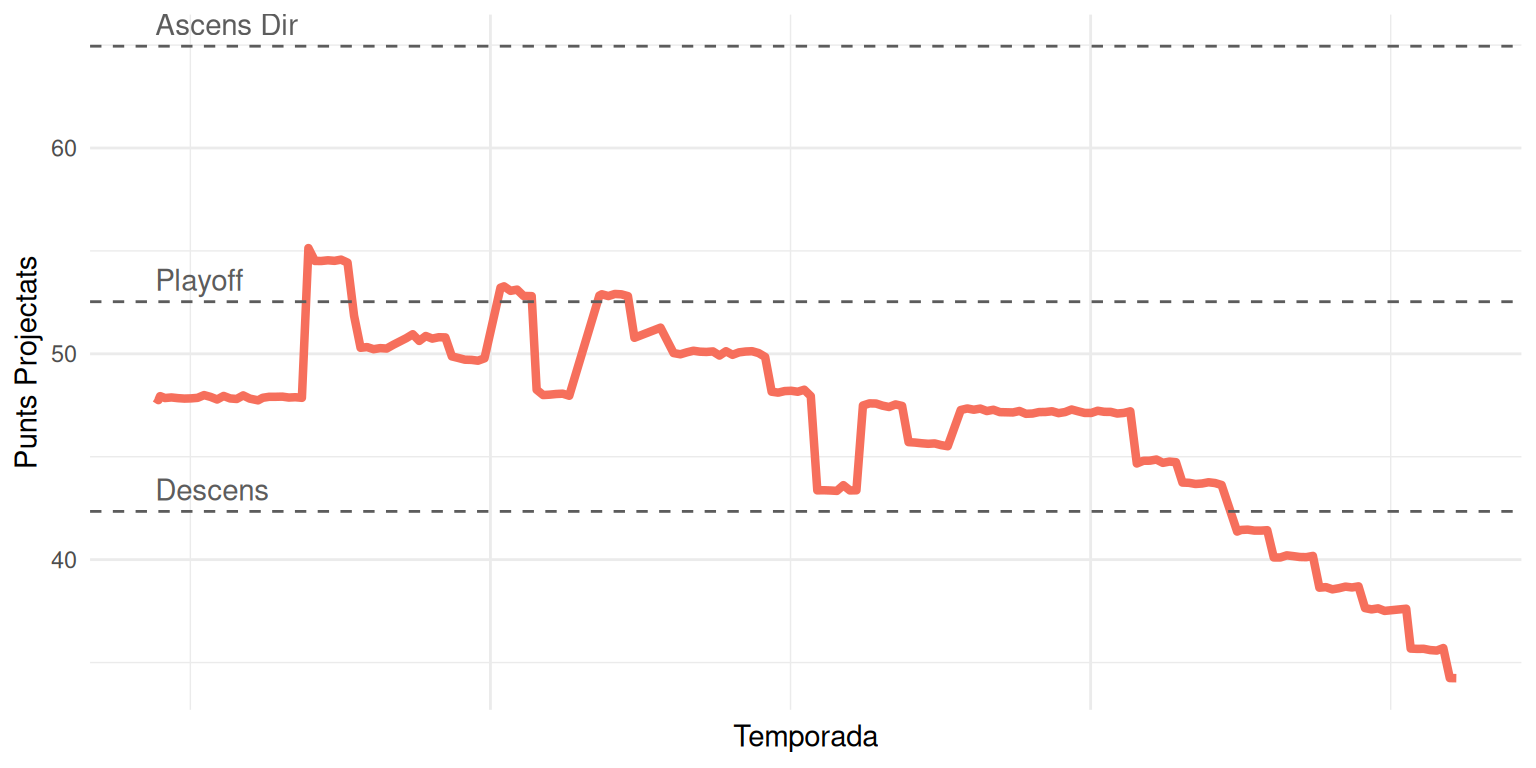 Ascens Dir
60
Playoff
50
Descens
40
Punts Projectats
Temporada